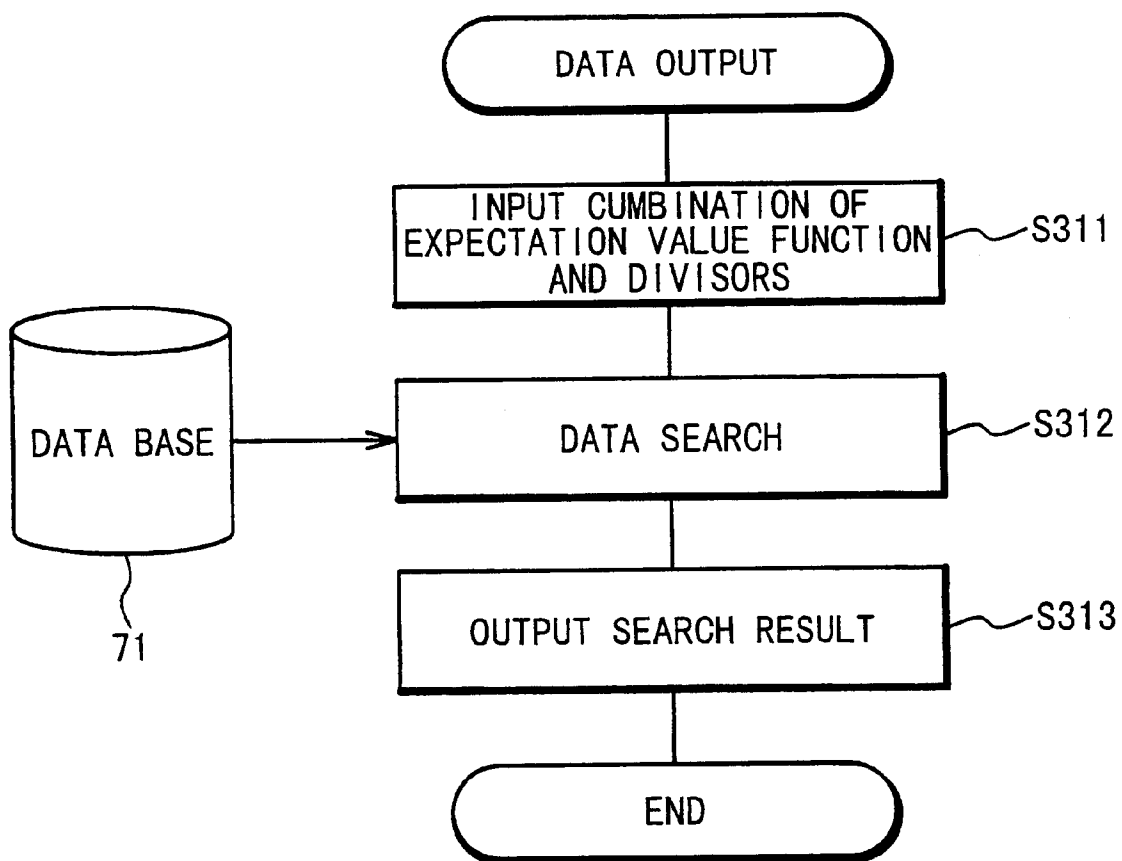 DATA OUTPUT
INPUT CUMBINATION OF
EXPECTATION VALUE FUNCTION
AND DIVISORS
S311
DATA BASE
DATA SEARCH
S312
71
OUTPUT SEARCH RESULT
S313
END